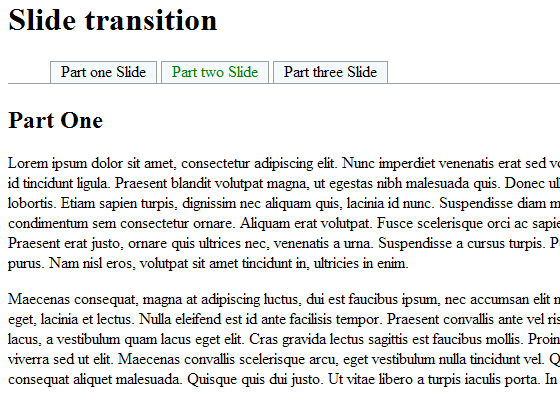 Slide transition
Part one Slide Part two Slide Part three Slide
Part One
Lorem ipsum dolor sit amet, consectetur adipiscing elit. Nunc imperdiet venenatis erat sed
id tincidunt ligula. Praesent blandit volutpat magna, ut egestas nibh malesuada quis. Donec
lobortis. Etiam sapien turpis, dignissim nec aliquam quis, lacinia id nunc. Suspendisse diam
condimentum sem consectetur ornare. Aliquam erat volutpat. Fusce scelerisque orci ac
Praesent erat justo, ornare quis ultrices nec, venenatis a urna. Suspendisse a cursus turpis.
purus. Nam nisl eros, volutpat sit amet tincidunt in, ultricies in enim.
Maecenas consequat, magna at adipiscing luctus, dui est faucibus ipsum, nec accumsan elit
eget, lacinia et lectus. Nulla eleifend est id ante facilisis tempor. Praesent convallis ante vel
lacus, a vestibulum quam lacus eget elit. Cras gravida lectus sagittis est faucibus mollis.
viverra sed ut elit. Maecenas convallis scelerisque arcu, eget vestibulum nulla tincidunt vel.
consequat aliquet malesuada. Quisque quis dui justo. Ut vitae libero a turpis iaculis porta. In